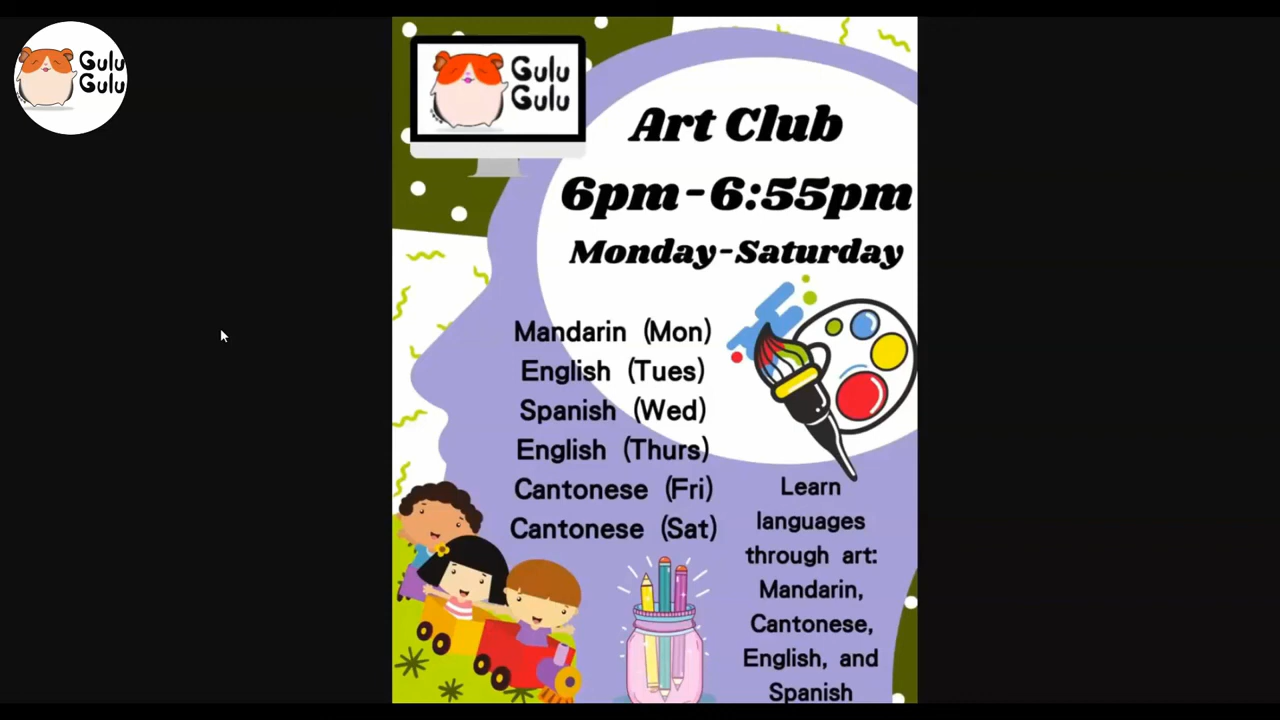 Gulu
Gulu
Gulu
Gulu
Art Club
6pm-6:55pm
Monday-Saturday
Mandarin (Mon)
English (Tues)
Spanish (Wed)
English (Thurs)
Cantonese (Fri)
Cantonese (Sat)
Learn
languages
through art:
Mandarin,
Cantonese,
English, and
Spanish